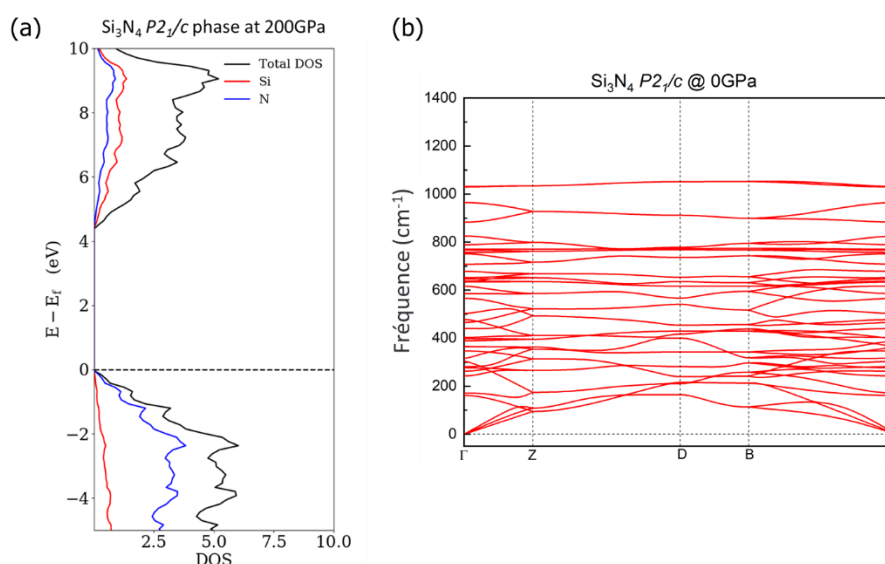 (a)
Si₃N₄ P2₁/c phase at 200GPa
10
8
6
4
2
0
−2
−4
E − E_f (eV)
Total DOS
Si
N
2.5 5.0 7.5 10.0
DOS
(b)
Si₃N₄ P2₁/c @ 0GPa
1400
1200
1000
800
600
400
200
0
Fréquence (cm⁻¹)
Γ Z D B